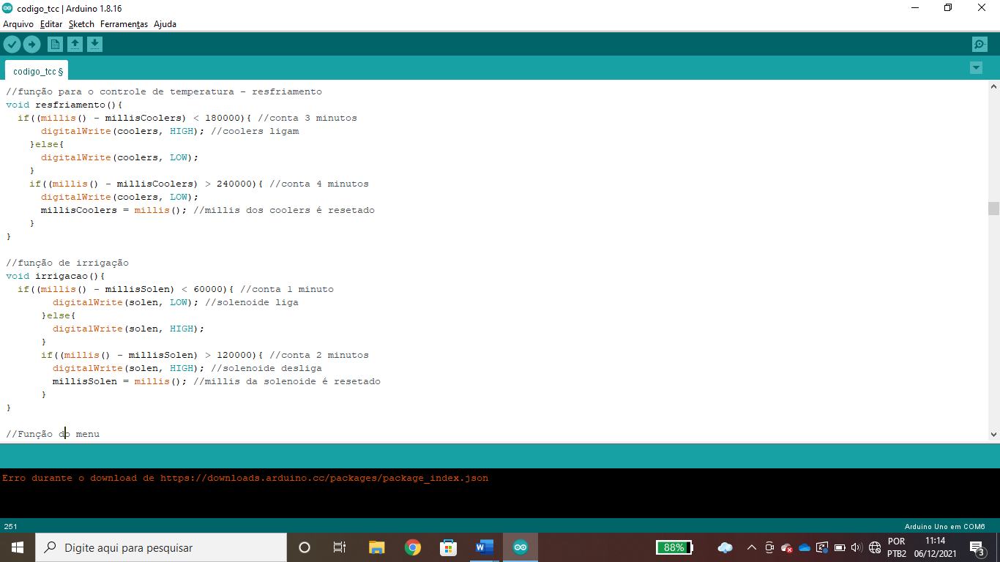 codigo_tcc | Arduino 1.8.16
Arquivo Editar Sketch Ferramentas Ajuda
codigo_tcc §
//função para o controle de temperatura - resfriamento
void resfriamento(){
if((millis() - millisCoolers) < 180000){ //conta 3 minutos
digitalWrite(coolers, HIGH); //coolers ligam
}else{
digitalWrite(coolers, LOW);
}
if((millis() - millisCoolers) > 240000){ //conta 4 minutos
digitalWrite(coolers, LOW);
millisCoolers = millis(); //millis dos coolers é resetado
}
}
//função de irrigação
void irrigacao(){
if((millis() - millisSolen) < 60000){ //conta 1 minuto
digitalWrite(solen, LOW); //solenoide liga
}else{
digitalWrite(solen, HIGH);
}
if((millis() - millisSolen) > 120000){ //conta 2 minutos
digitalWrite(solen, HIGH); //solenoide desliga
millisSolen = millis(); //millis da solenoide é resetado
}
}
//Função do menu
Erro durante o download de https://downloads.arduino.cc/packages/package_index.json
251
Arduino Uno em COM6
Digite aqui para pesquisar
88%
POR
PTB2
11:14
06/12/2021
3